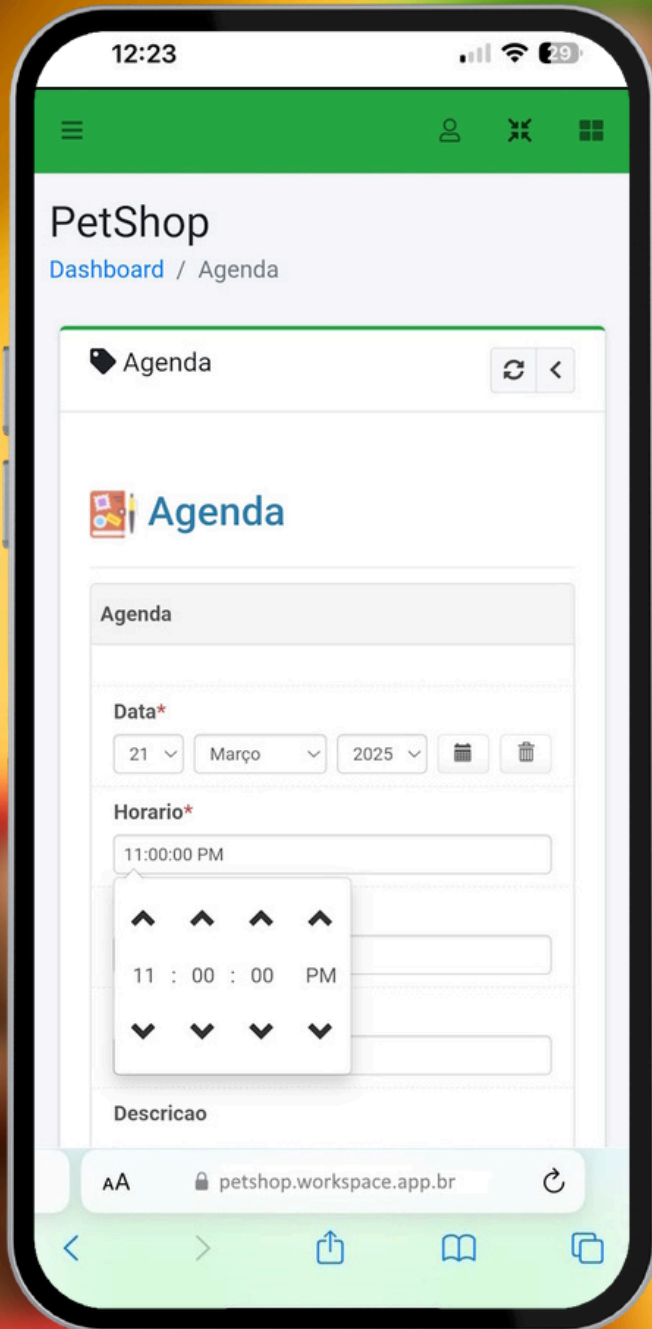 12:23
29
PetShop
Dashboard / Agenda
Agenda
Agenda
Agenda
Data*
21 Março 2025
Horario*
11:00:00 PM
11 : 00 : 00 PM
Descricao
AA petshop.workspace.app.br